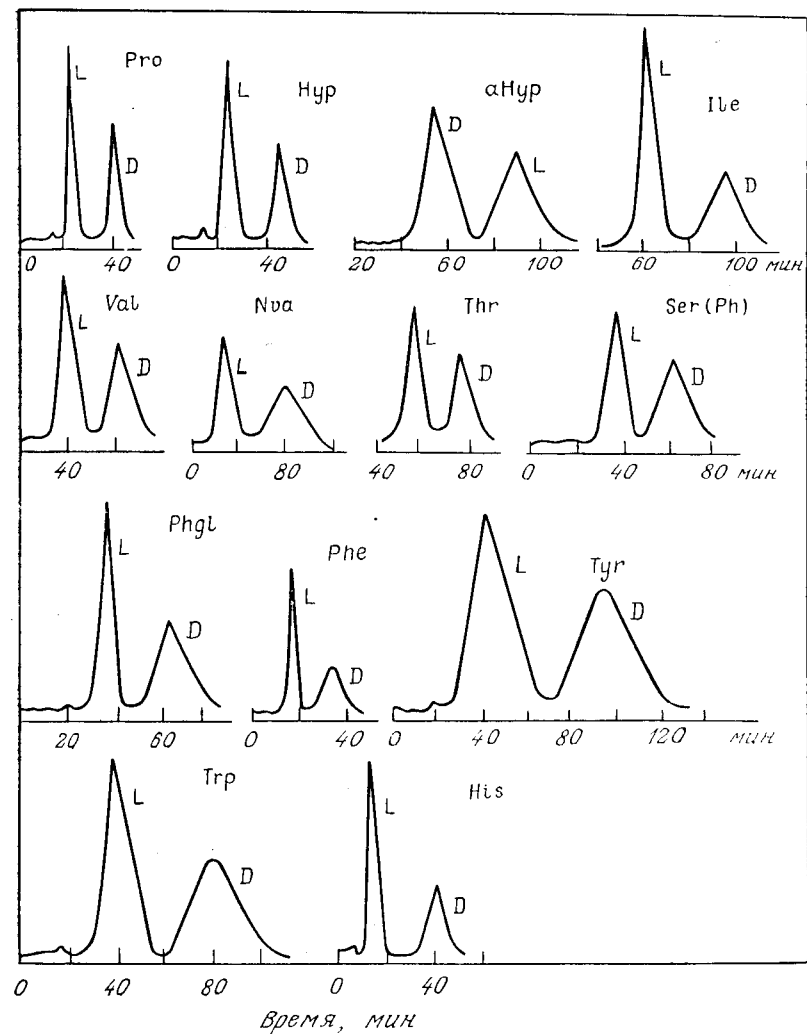 Pro Hyp aHyp Ile
L D L D D L L D
0 40 0 40 20 60 100 60 100 мин
Val Nva Thr Ser(Ph)
L D L D L D L D
40 0 80 40 80 0 40 80 мин
Phgl Phe Tyr
L D L D L D
20 60 0 40 0 40 80 120 мин
Trp His
L D L D
0 40 80 0 40
Время, мин